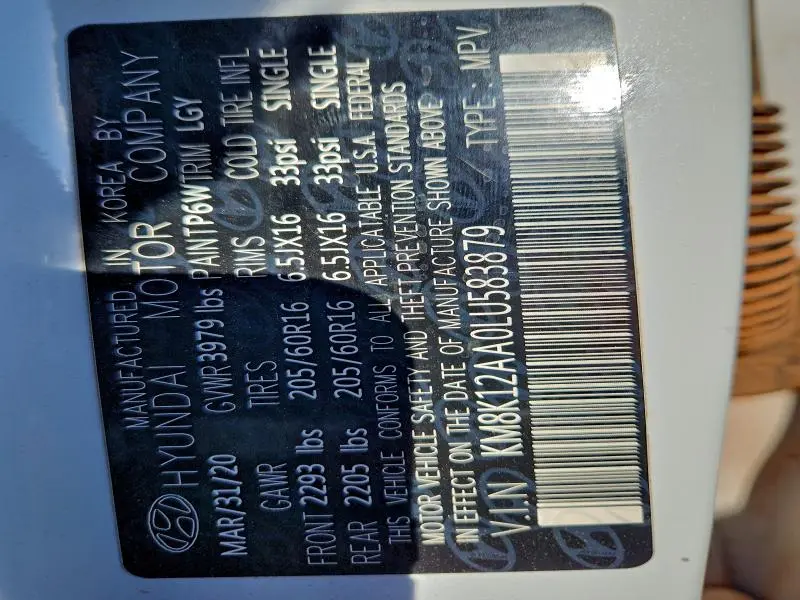 MANUFACTURED IN KOREA BY
HYUNDAI MOTOR COMPANY
MAR/31/20 GVWR 3979 lbs PAINT P6W TRIM LGY
GAWR TIRES RIMS COLD TIRE INFL
FRONT 2293 lbs 205/60R16 6.5JX16 33psi SINGLE
REAR 2205 lbs 205/60R16 6.5JX16 33psi SINGLE
THIS VEHICLE CONFORMS TO ALL APPLICATABLE U.S.A. FEDERAL
MOTOR VEHICLE SAFETY AND THEFT PREVENTION STANDARDS
IN EFFECT ON THE DATE OF MANUFACTURE SHOWN ABOVE
V.I.N KM8K12AA0LU583879 / TYPE : MPV